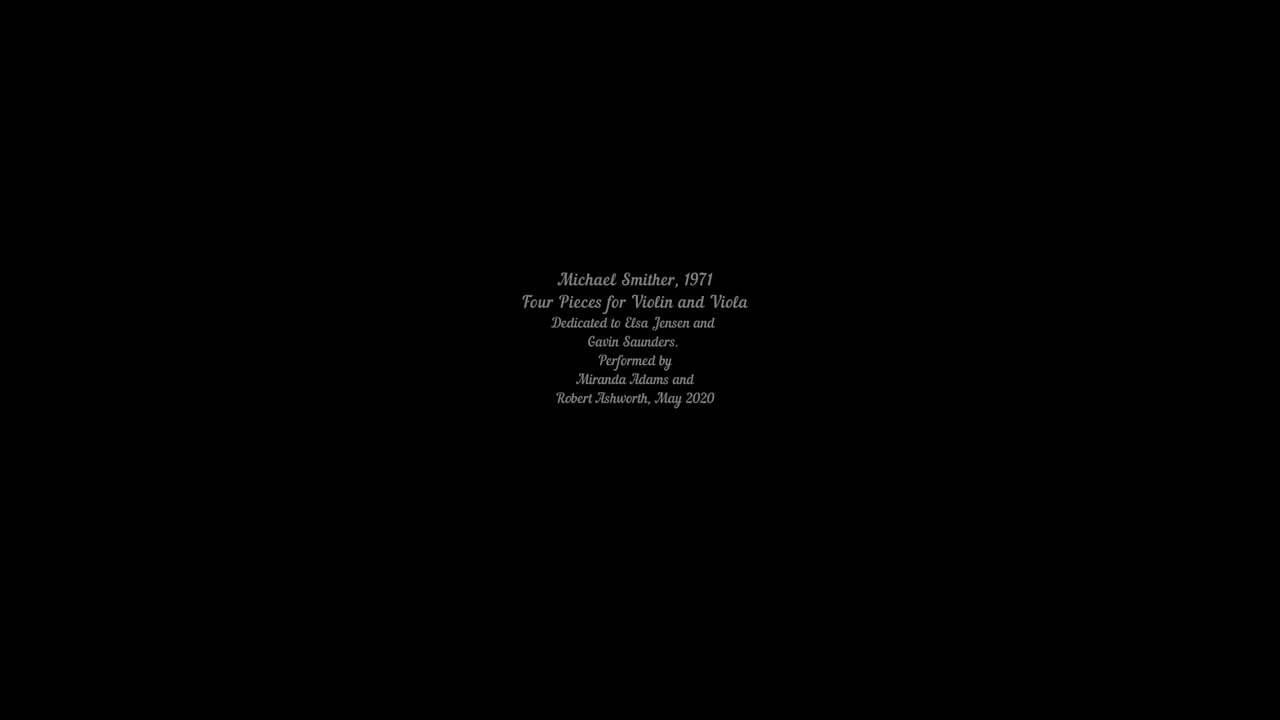 Michael Smither, 1971
Four Pieces for Violin and Viola
Dedicated to Elsa Jensen and
Gavin Saunders.
Performed by
Miranda Adams and
Robert Ashworth, May 2020